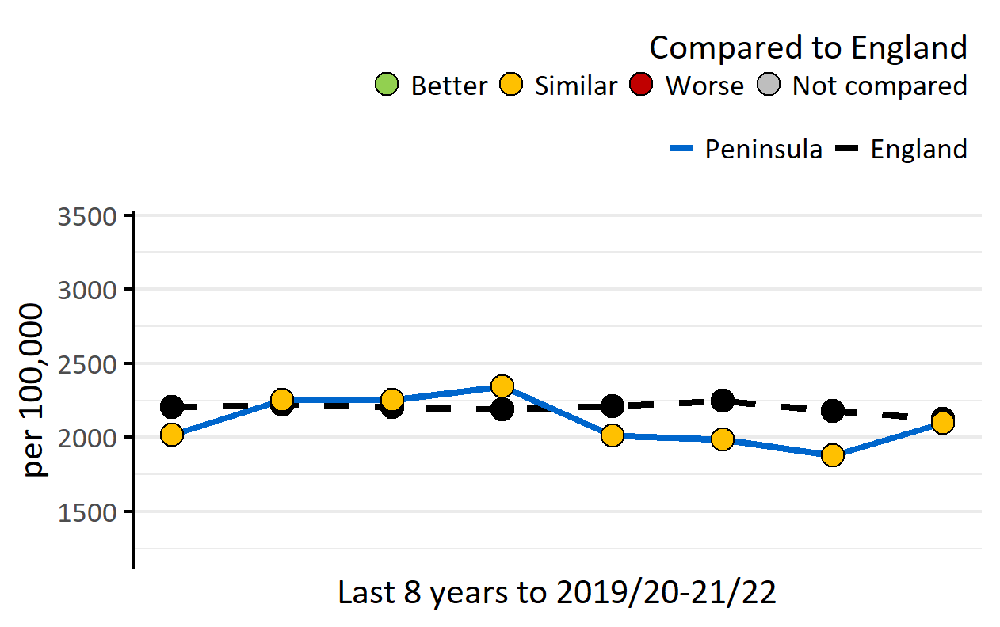 Compared to England
Better Similar Worse Not compared
Peninsula England
3500
3000
2500
2000
1500
per 100,000
Last 8 years to 2019/20-21/22